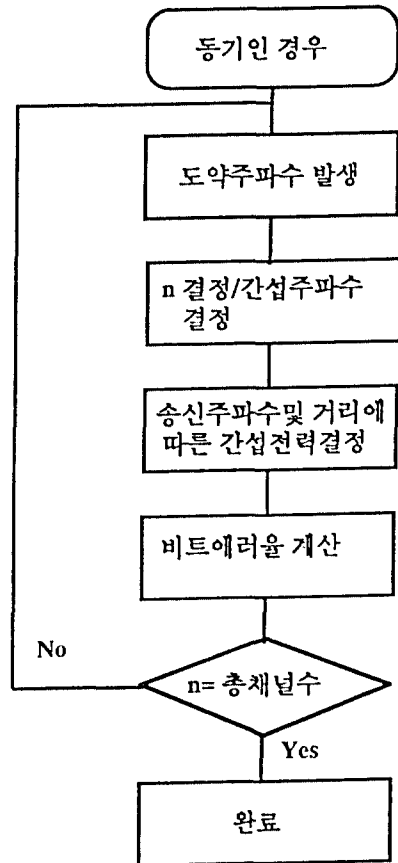 동기인 경우
도약주파수 발생
n 결정/간섭주파수
결정
송신주파수및 거리에
따른 간섭전력결정
비트에러율 계산
No
n= 총채널수
Yes
완료